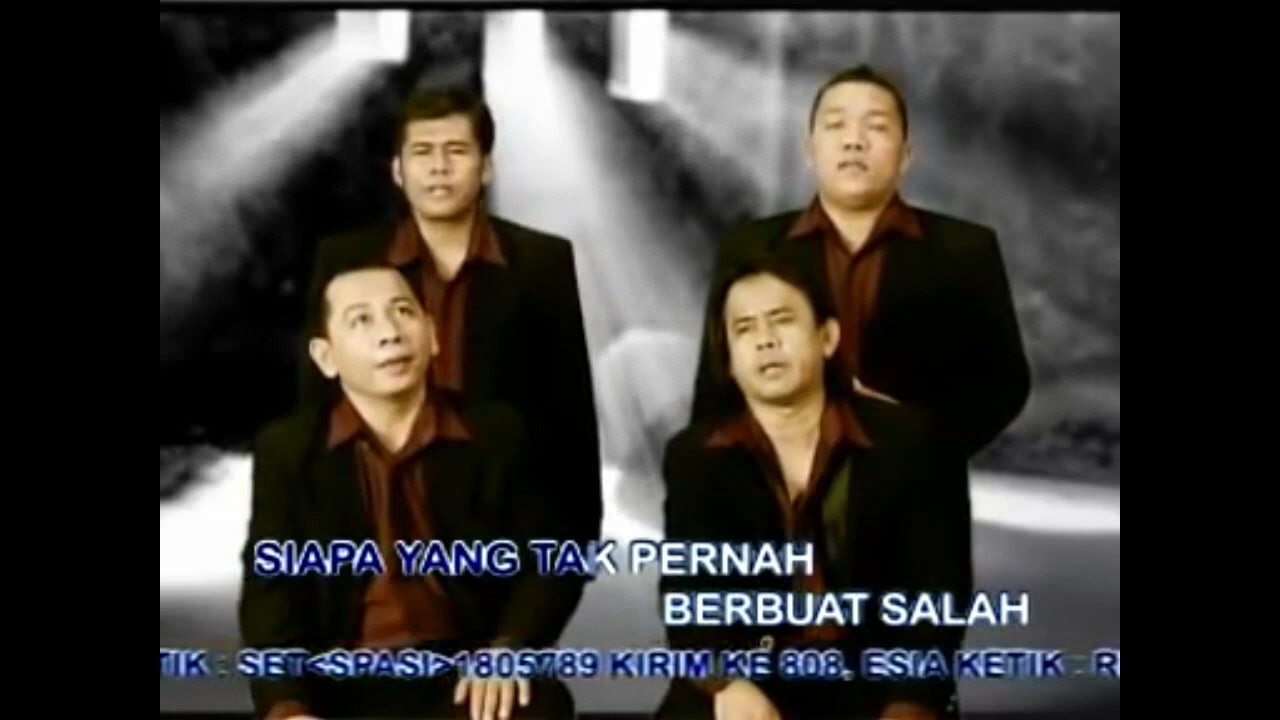 SIAPA YANG TAK PERNAH
BERBUAT SALAH
TIK : SET<SPASI>1805789 KIRIM KE 808, ESIA KETIK : R